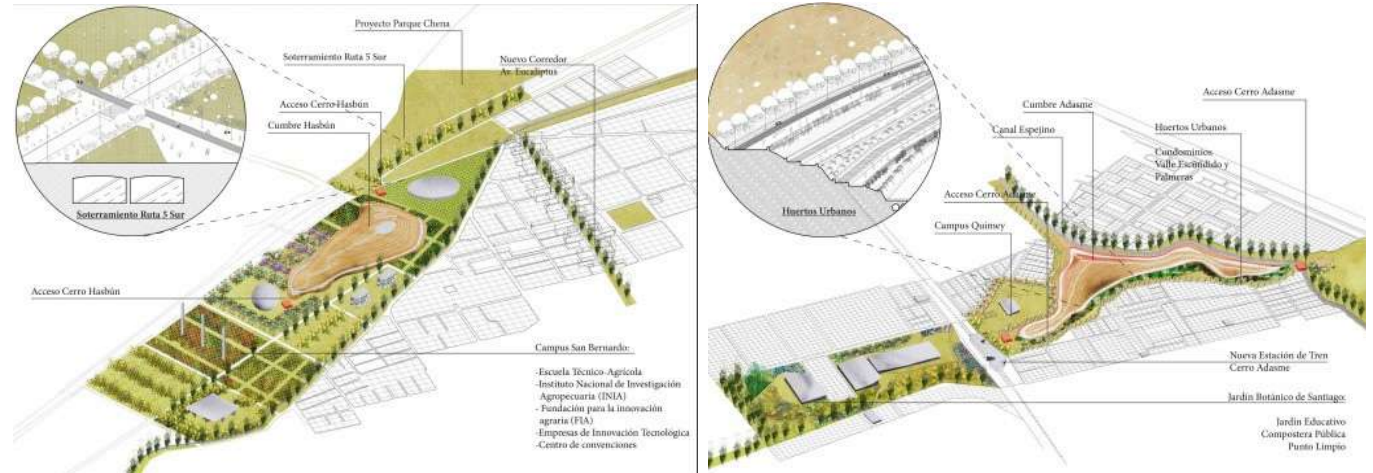 Proyecto Parque Chena
Soterramiento Ruta 5 Sur
Nuevo Corredor
Av. Eucaliptus
Acceso Cerro Hasbún
Cumbre Hasbún
Soterramiento Ruta 5 Sur
Acceso Cerro Hasbún
Campus San Bernardo:
-Escuela Técnico-Agrícola
-Instituto Nacional de Investigación
Agropecuaria (INIA)
- Fundación para la innovación
agraria (FIA)
-Empresas de Innovación Tecnológica
-Centro de convenciones
Cumbre Adasme
Acceso Cerro Adasme
Canal Espejino
Huertos Urbanos
Condominios
Valle Escondido y
Palmeras
Acceso Cerro Adasme
Huertos Urbanos
Campus Quimey
Nueva Estación de Tren
Cerro Adasme
Jardín Botánico de Santiago:
Jardín Educativo
Compostera Pública
Punto Limpio